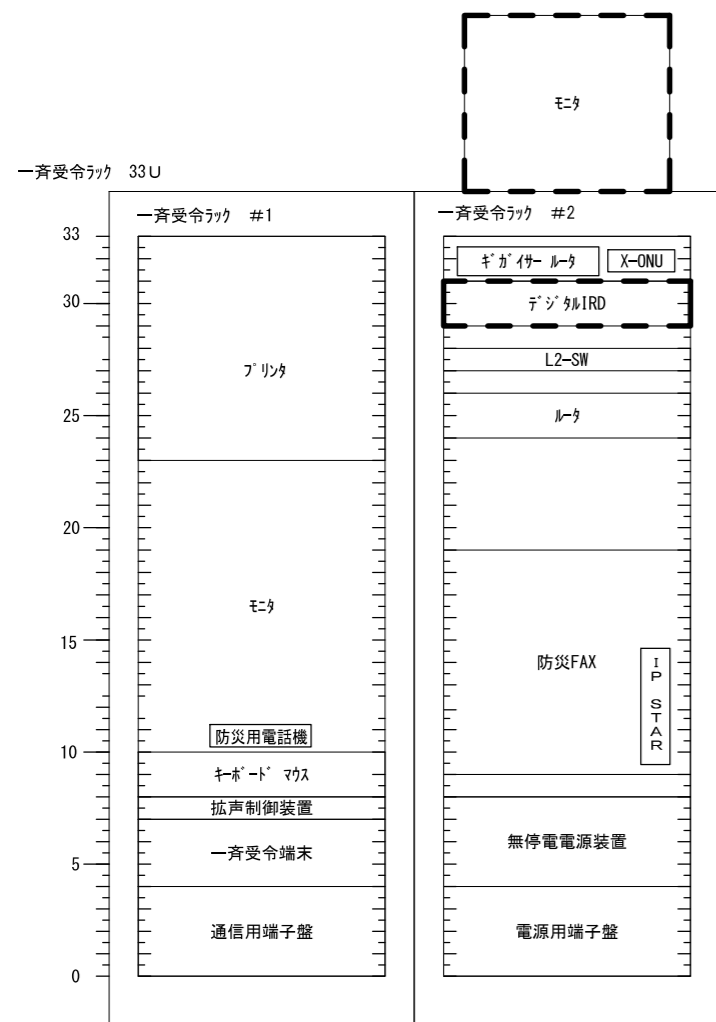 ﾓﾆﾀ
一斉受令ﾗｯｸ 33U
一斉受令ﾗｯｸ #1
一斉受令ﾗｯｸ #2
33
30
25
20
15
10
5
0
ﾌﾟﾘﾝﾀ
ﾓﾆﾀ
防災用電話機
ｷｰﾎﾞｰﾄﾞ ﾏｳｽ
拡声制御装置
一斉受令端末
通信用端子盤
ｷﾞｶﾞｲｻｰ ﾙｰﾀ
X-ONU
ﾃﾞｼﾞﾀﾙIRD
L2-SW
ﾙｰﾀ
防災FAX
IP STAR
無停電電源装置
電源用端子盤